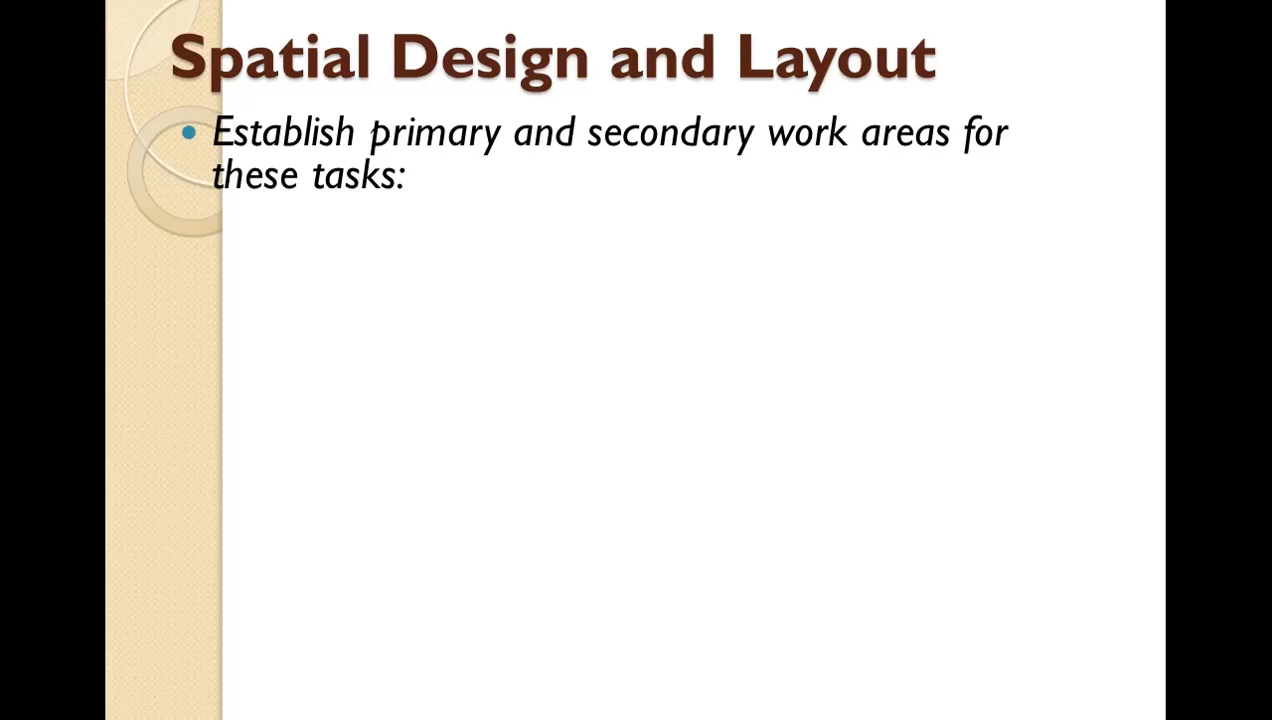 Spatial Design and Layout
• Establish primary and secondary work areas for
these tasks: